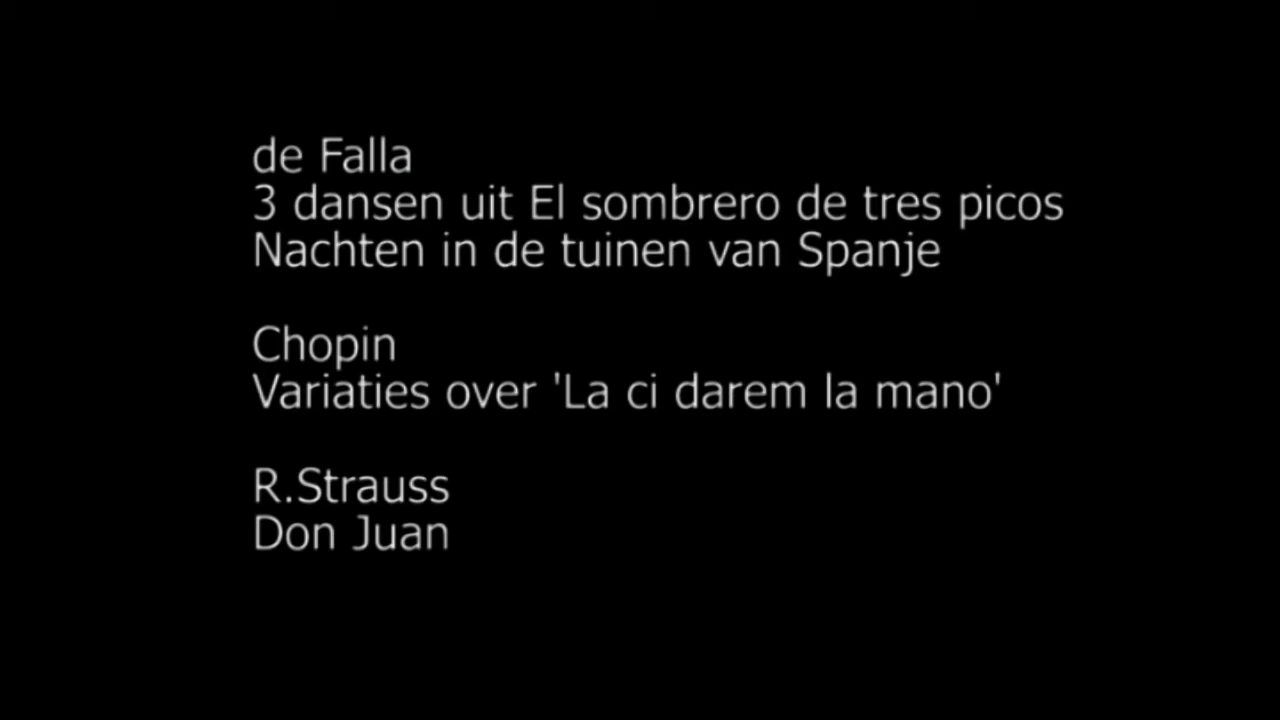 de Falla
3 dansen uit El sombrero de tres picos
Nachten in de tuinen van Spanje
Chopin
Variaties over 'La ci darem la mano'
R.Strauss
Don Juan